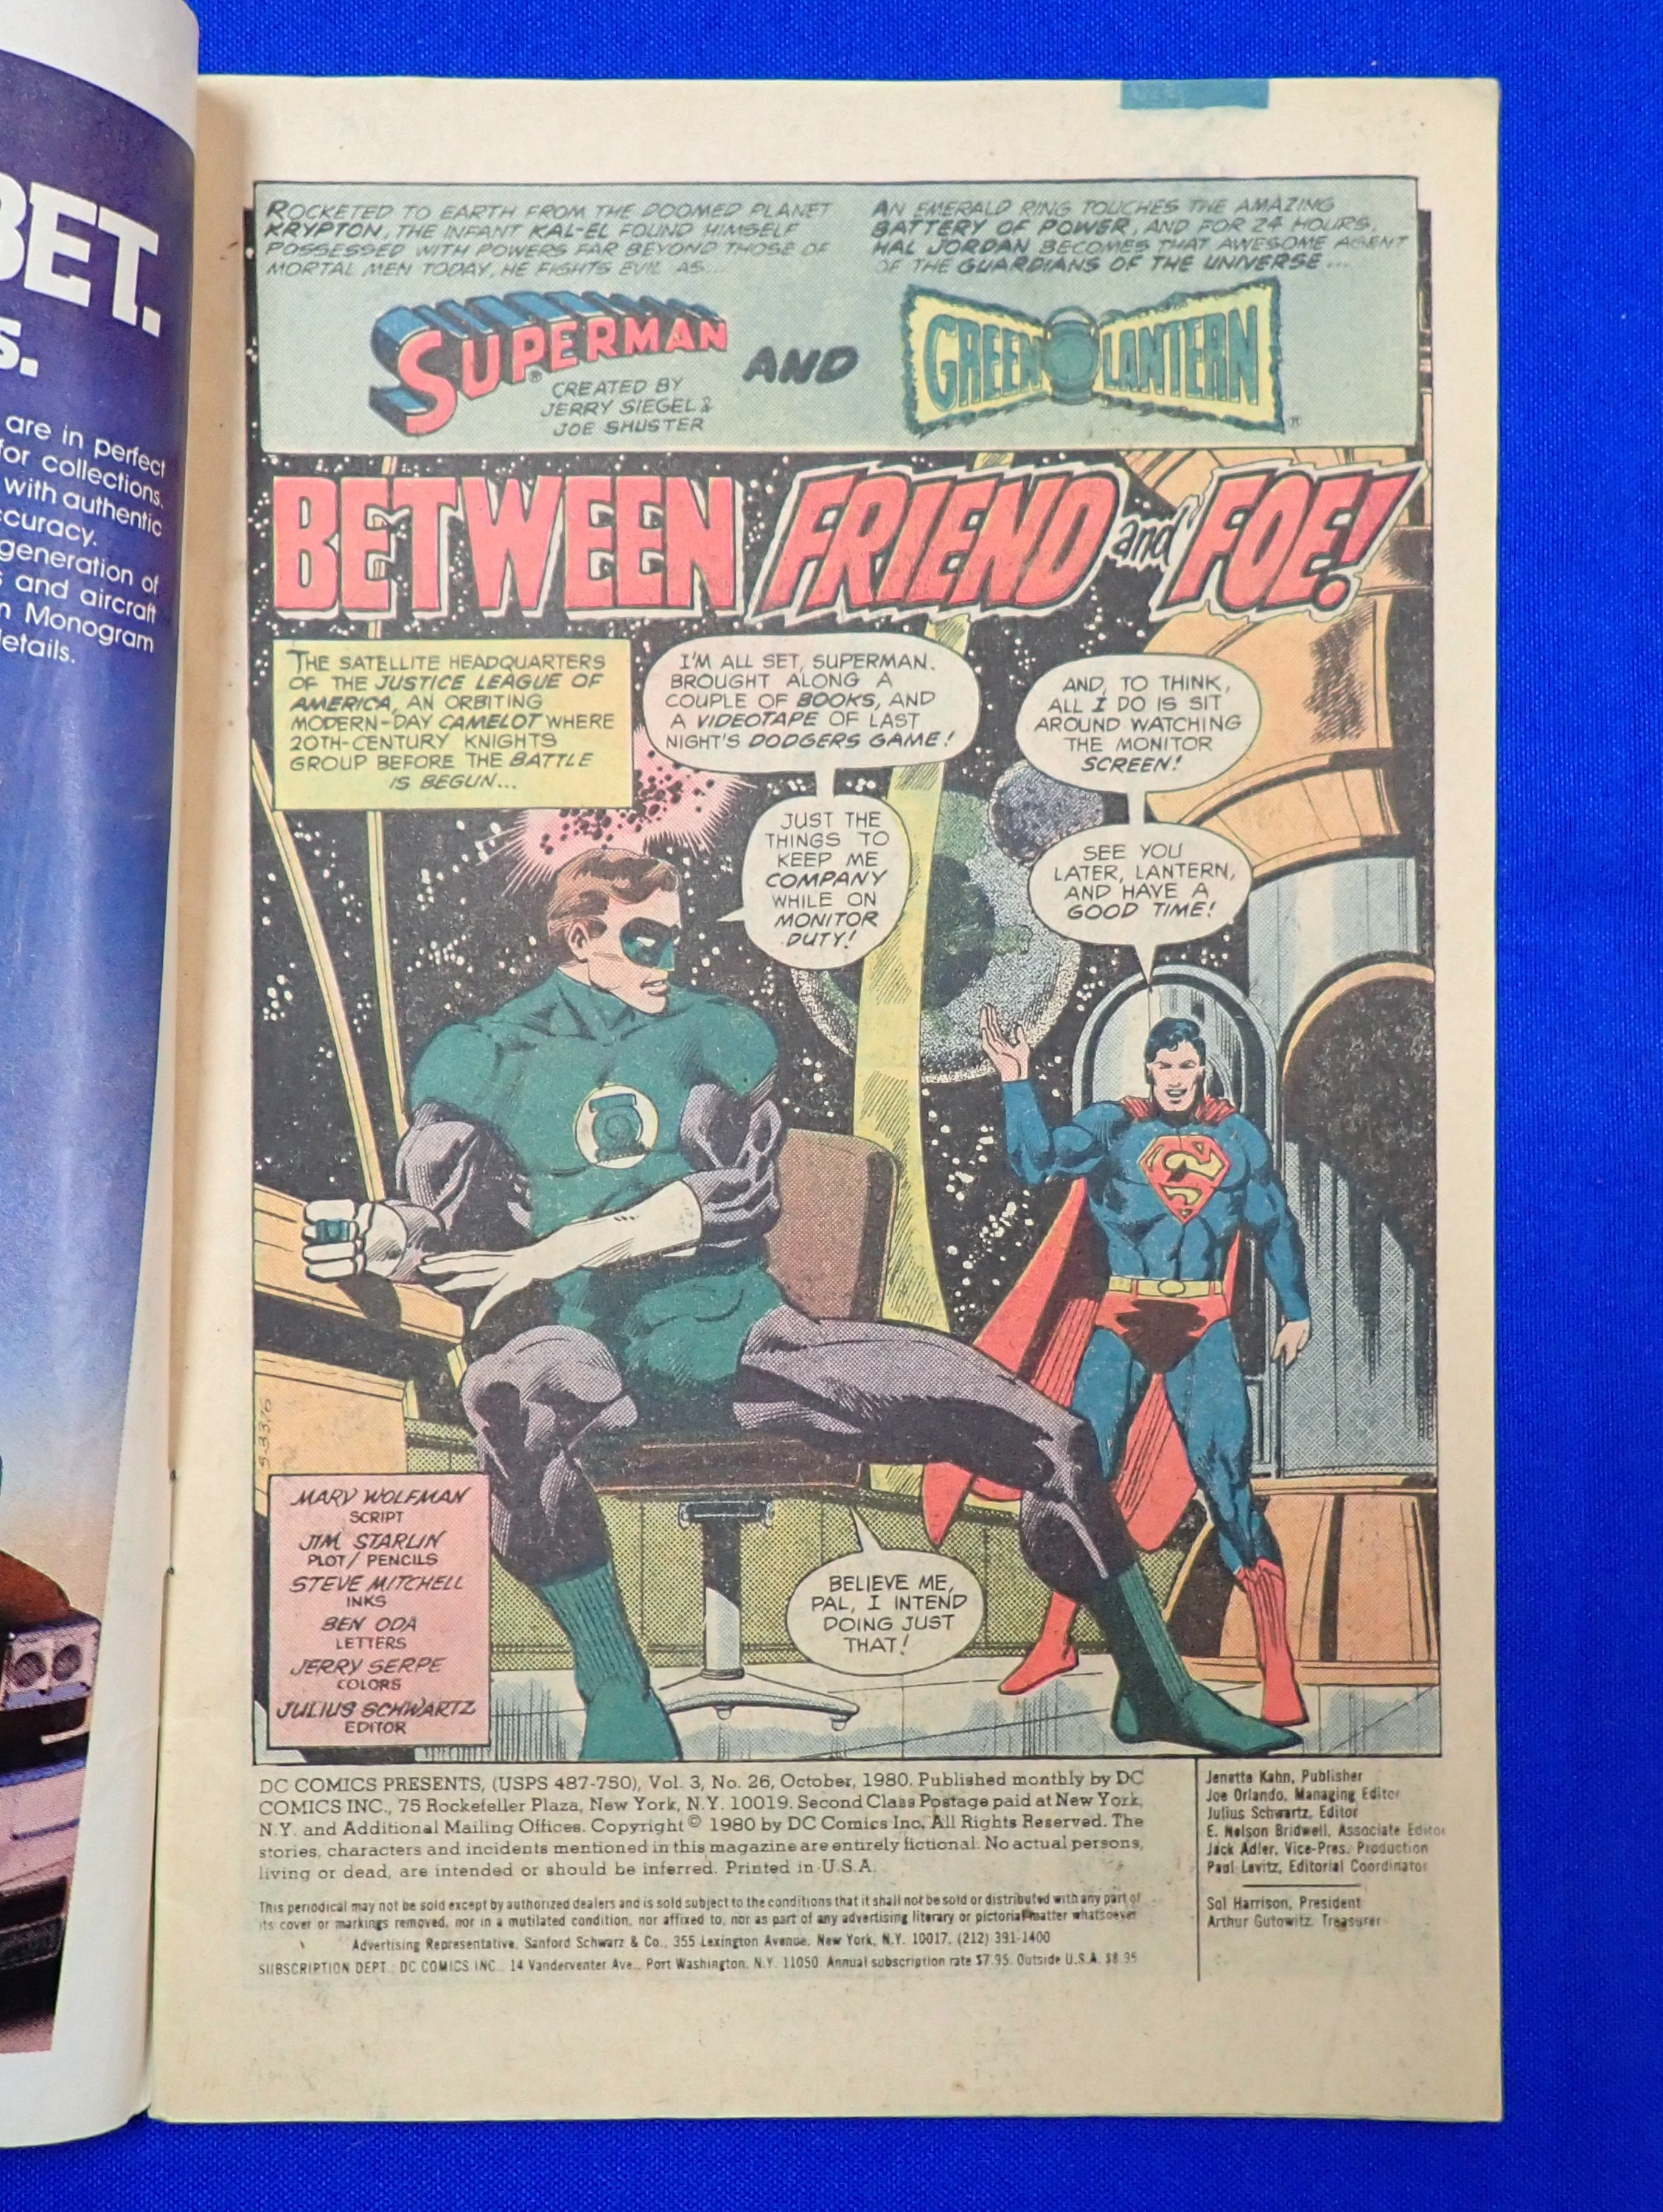 BET.
s.
are in perfect
for collections.
with authentic
ccuracy.
generation of
s and aircraft
n Monogram
etails.
ROCKETED TO EARTH FROM THE DOOMED PLANET
KRYPTON, THE INFANT KAL-EL FOUND HIMSELF
POSSESSED WITH POWERS FAR BEYOND THOSE OF
MORTAL MEN TODAY, HE FIGHTS EVIL AS...
AN EMERALD RING TOUCHES THE AMAZING
BATTERY OF POWER, AND FOR 24 HOURS,
HAL JORDAN BECOMES THAT AWESOME AGENT
OF THE GUARDIANS OF THE UNIVERSE...
SUPERMAN ®
CREATED BY
JERRY SIEGEL &
JOE SHUSTER
AND
GREEN LANTERN ®
BETWEEN FRIEND and FOE!
THE SATELLITE HEADQUARTERS
OF THE JUSTICE LEAGUE OF
AMERICA, AN ORBITING
MODERN-DAY CAMELOT WHERE
20TH-CENTURY KNIGHTS
GROUP BEFORE THE BATTLE
IS BEGUN...
I'M ALL SET, SUPERMAN.
BROUGHT ALONG A
COUPLE OF BOOKS, AND
A VIDEOTAPE OF LAST
NIGHT'S DODGERS GAME!
JUST THE
THINGS TO
KEEP ME
COMPANY
WHILE ON
MONITOR
DUTY!
AND, TO THINK,
ALL I DO IS SIT
AROUND WATCHING
THE MONITOR
SCREEN!
SEE YOU
LATER, LANTERN,
AND HAVE A
GOOD TIME!
BELIEVE ME,
PAL, I INTEND
DOING JUST
THAT!
S-3316
MARV WOLFMAN
SCRIPT
JIM STARLIN
PLOT/PENCILS
STEVE MITCHELL
INKS
BEN ODA
LETTERS
JERRY SERPE
COLORS
JULIUS SCHWARTZ
EDITOR
DC COMICS PRESENTS, (USPS 487-750), Vol. 3, No. 26, October, 1980. Published monthly by DC
COMICS INC., 75 Rockefeller Plaza, New York, N.Y. 10019. Second Class Postage paid at New York,
N.Y. and Additional Mailing Offices. Copyright © 1980 by DC Comics Inc. All Rights Reserved. The
stories, characters and incidents mentioned in this magazine are entirely fictional. No actual persons,
living or dead, are intended or should be inferred. Printed in U.S.A.
This periodical may not be sold except by authorized dealers and is sold subject to the conditions that it shall not be sold or distributed with any part of
its cover or markings removed, nor in a mutilated condition, nor affixed to, nor as part of any advertising literary or pictorial matter whatsoever
Advertising Representative, Sanford Schwarz & Co., 355 Lexington Avenue, New York, N.Y. 10017, (212) 391-1400
SUBSCRIPTION DEPT.: DC COMICS INC. 14 Vanderventer Ave., Port Washington, N.Y. 11050 Annual subscription rate $7.95. Outside U.S.A. $8.95
Jenette Kahn, Publisher
Joe Orlando, Managing Editor
Julius Schwartz, Editor
E. Nelson Bridwell, Associate Editor
Jack Adler, Vice-Pres. Production
Paul Levitz, Editorial Coordinator
Sol Harrison, President
Arthur Gutowitz, Treasurer